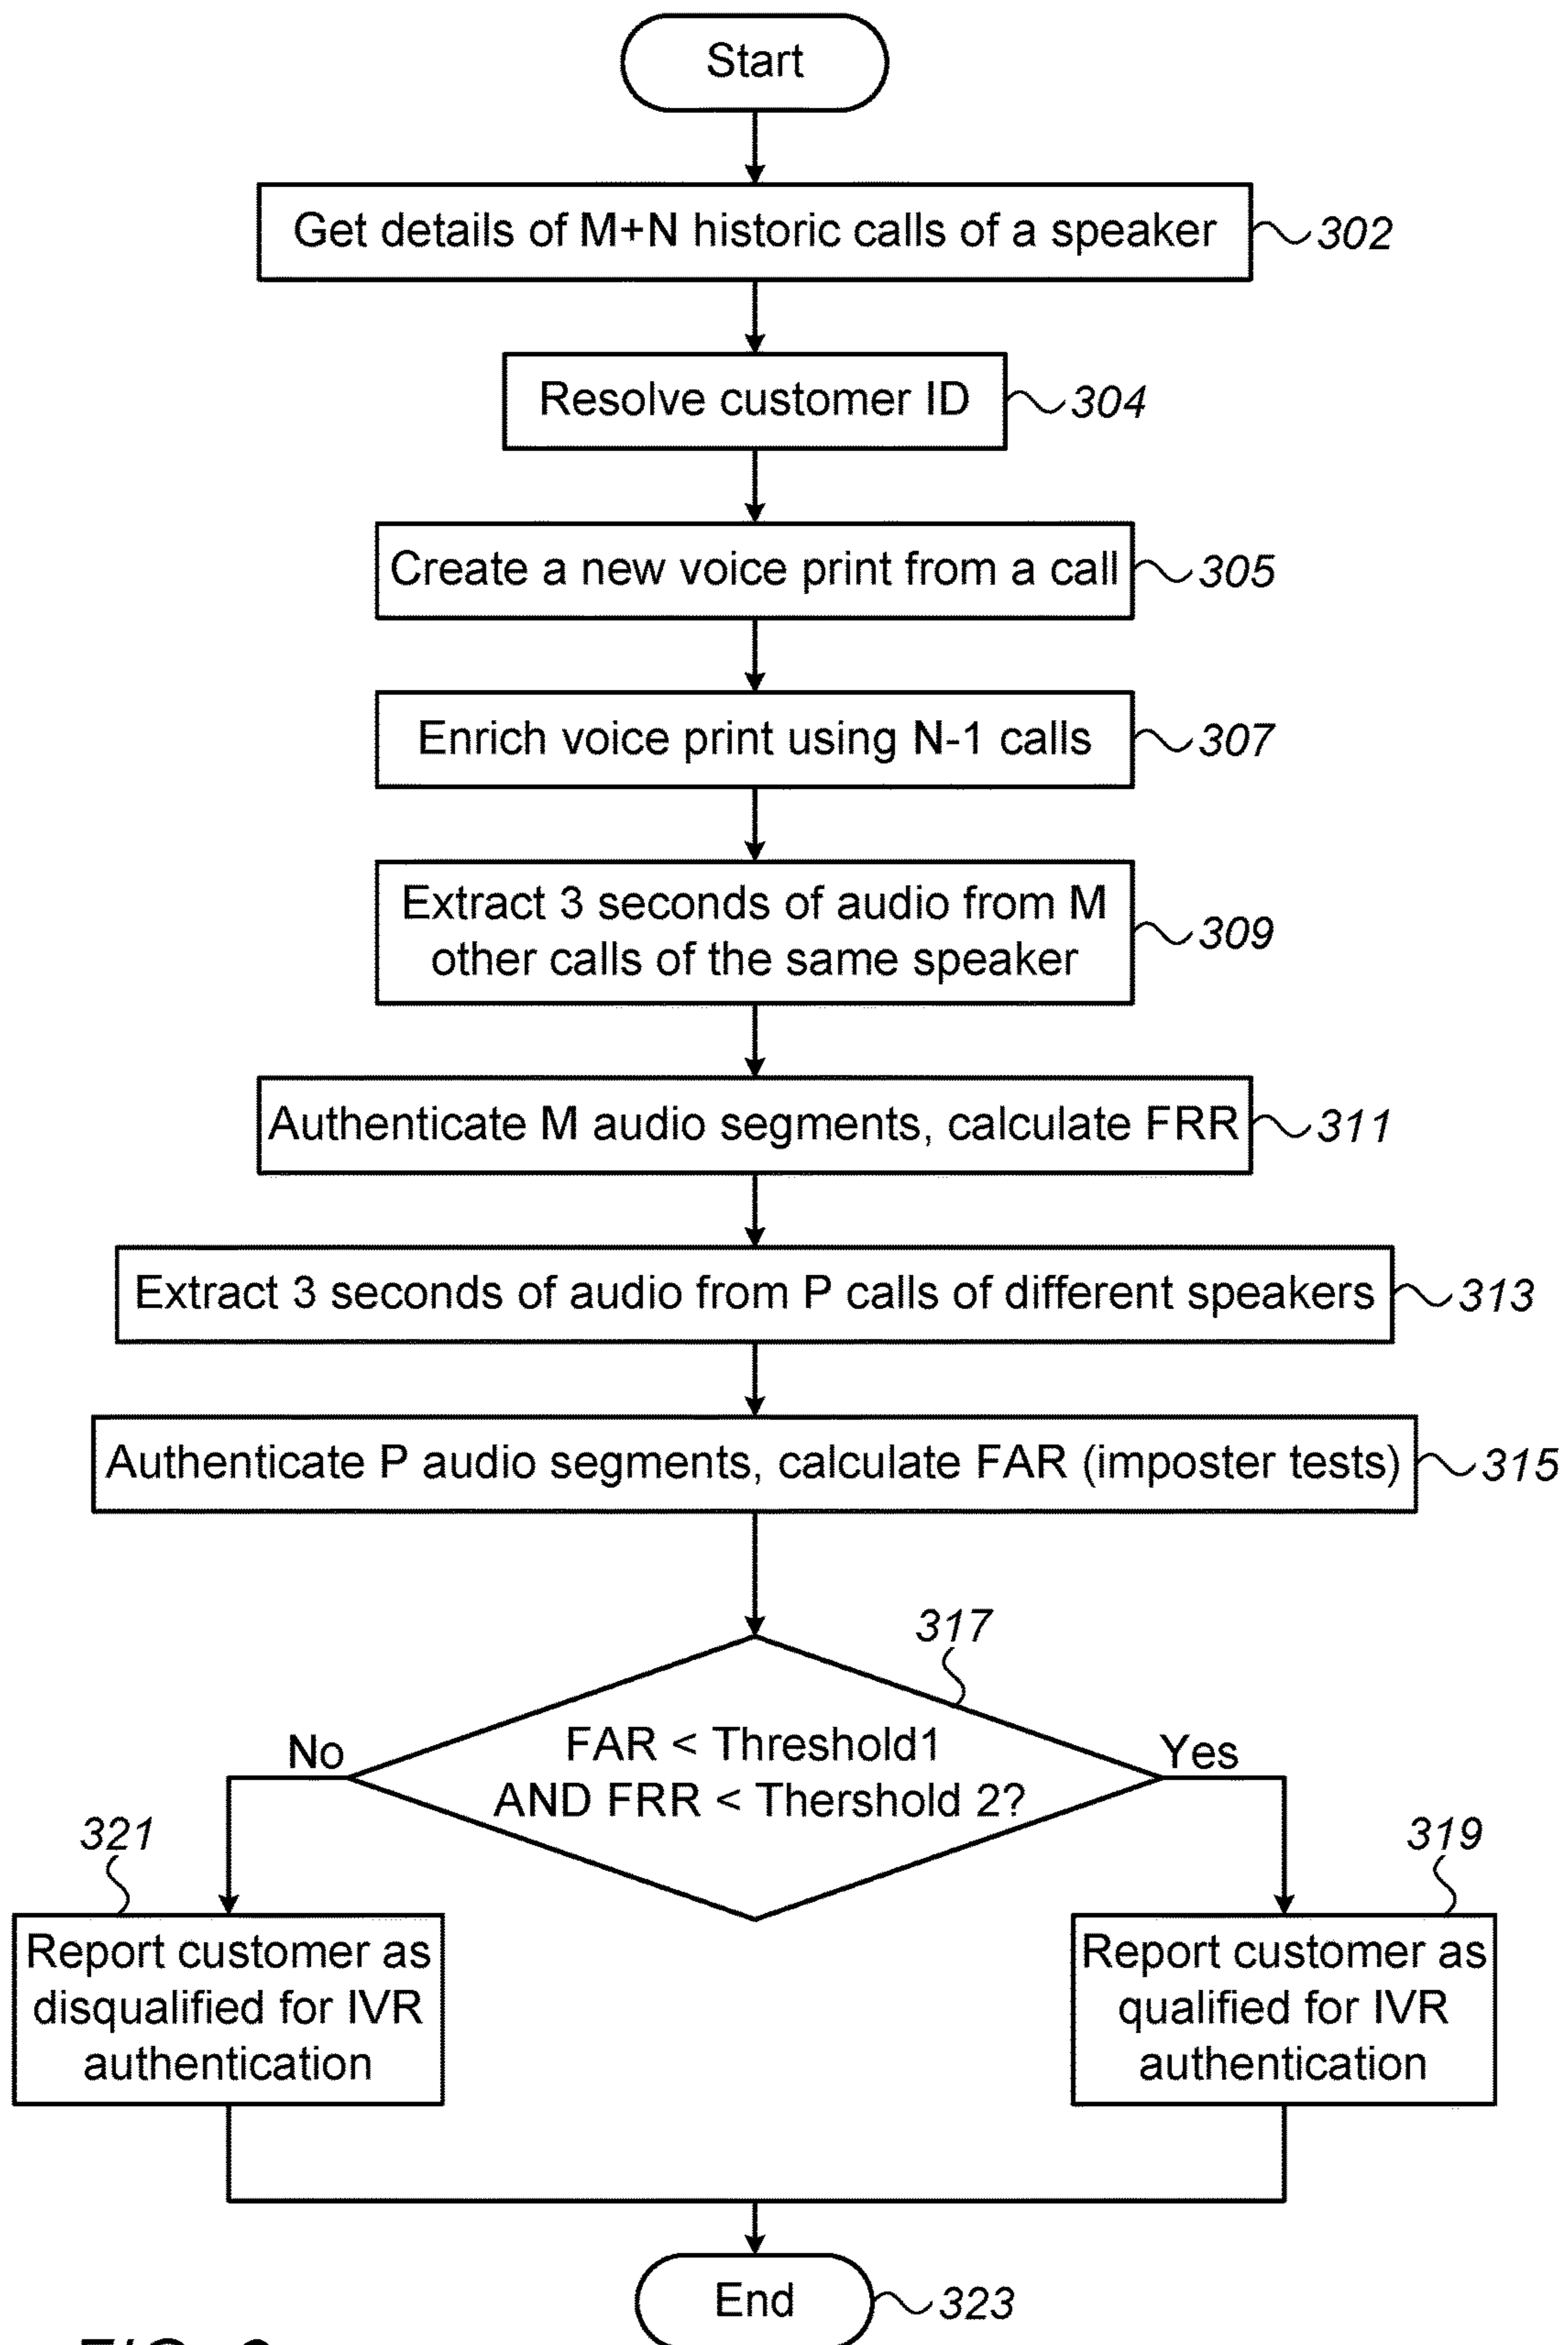 Start
Get details of M+N historic calls of a speaker
302
Resolve customer ID
304
Create a new voice print from a call
305
Enrich voice print using N-1 calls
307
Extract 3 seconds of audio from M
other calls of the same speaker
309
Authenticate M audio segments, calculate FRR
311
Extract 3 seconds of audio from P calls of different speakers
313
Authenticate P audio segments, calculate FAR (imposter tests)
315
317
FAR < Threshold1
AND FRR < Thershold 2?
No
Yes
321
Report customer as
disqualified for IVR
authentication
319
Report customer as
qualified for IVR
authentication
End
323